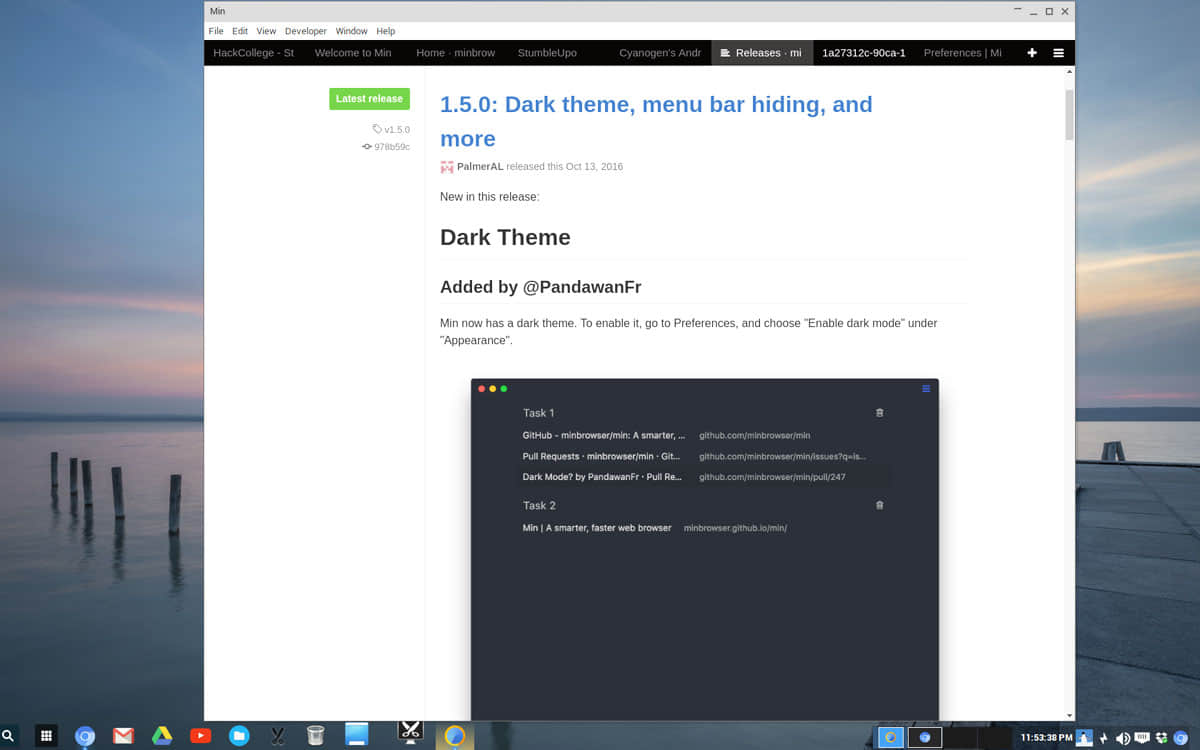 Min
File Edit View Developer Window Help
HackCollege - St Welcome to Min Home · minbrow StumbleUpo Cyanogen's Andr Releases · mi 1a27312c-90ca-1 Preferences | Mi
Latest release
v1.5.0
978b59c
1.5.0: Dark theme, menu bar hiding, and
more
PalmerAL released this Oct 13, 2016
New in this release:
Dark Theme
Added by @PandawanFr
Min now has a dark theme. To enable it, go to Preferences, and choose "Enable dark mode" under
"Appearance".
Task 1
GitHub - minbrowser/min: A smarter, ... github.com/minbrowser/min
Pull Requests · minbrowser/min · Git... github.com/minbrowser/min/issues?q=is...
Dark Mode? by PandawanFr · Pull Re... github.com/minbrowser/min/pull/247
Task 2
Min | A smarter, faster web browser minbrowser.github.io/min/
11:53:38 PM